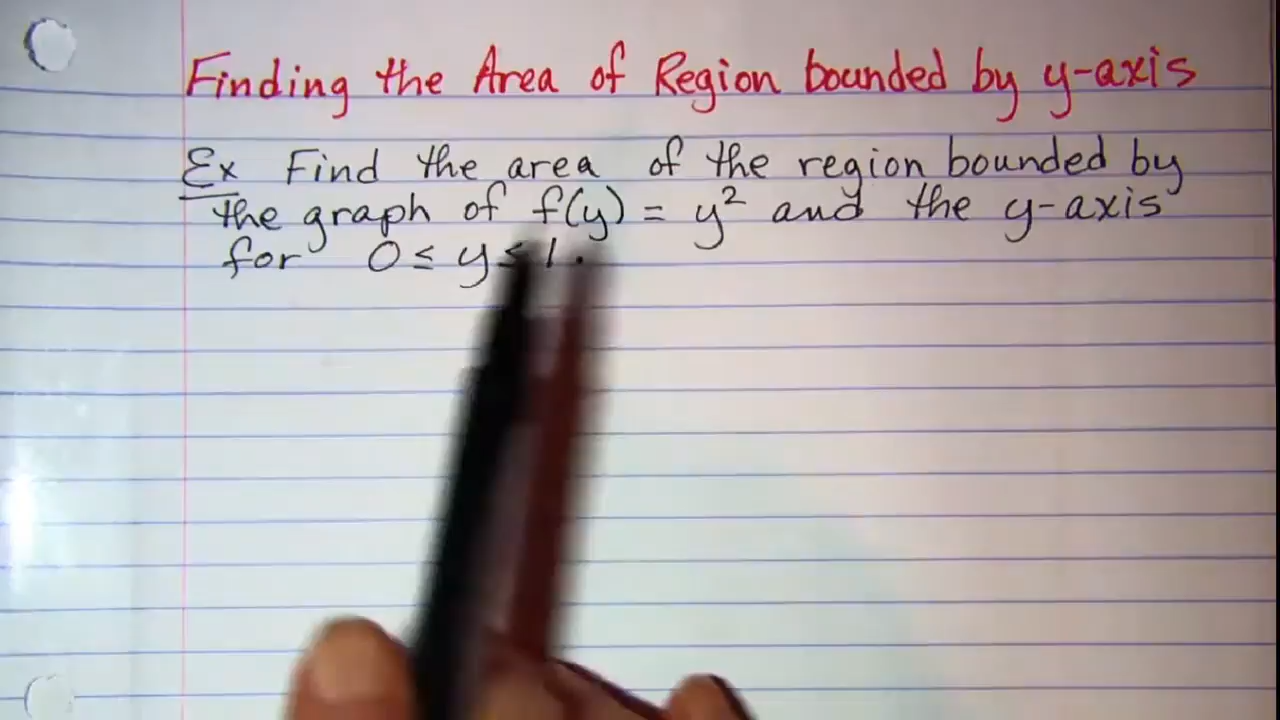 Finding the Area of Region bounded by y-axis
Ex Find the area of the region bounded by
the graph of f(y) = y² and the y-axis
for 0 ≤ y ≤ 1.